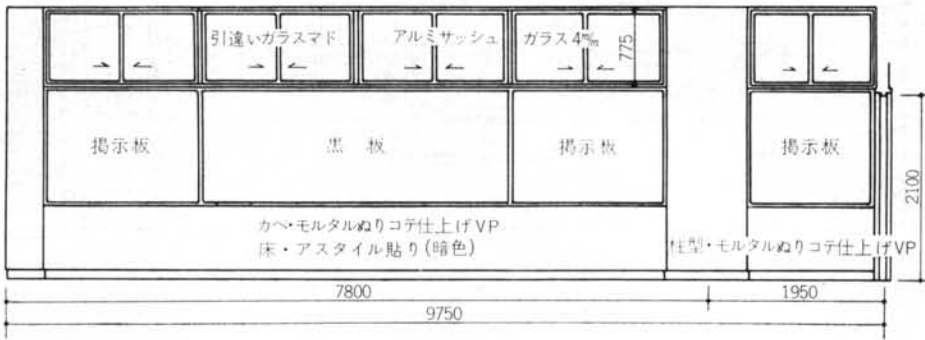 引違いガラスマド アルミサッシュ ガラス4㎜
775
掲示板 黒板 掲示板 掲示板
2100
カベ・モルタルぬりコテ仕上げVP
床・アスタイル貼り(暗色)
柱型・モルタルぬりコテ仕上げVP
7800 1950
9750